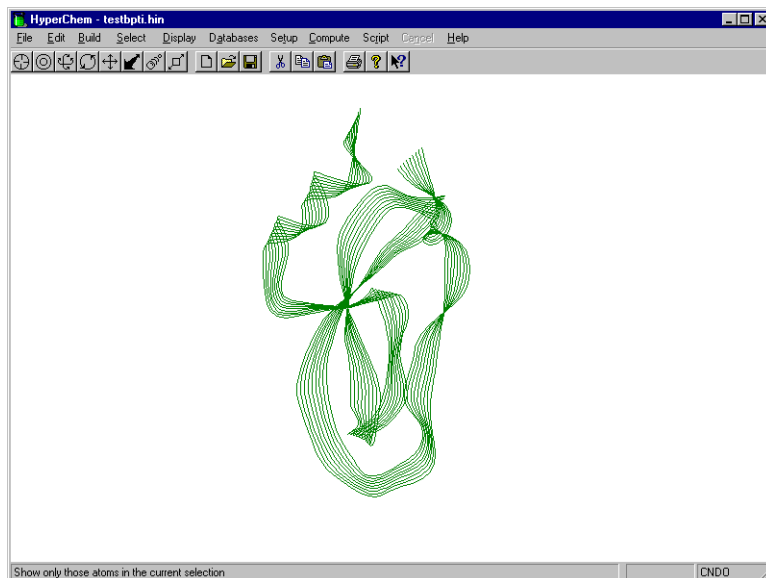 HyperChem - testbpti.hin
File Edit Build Select Display Databases Setup Compute Script Cancel Help
Show only those atoms in the current selection CNDO